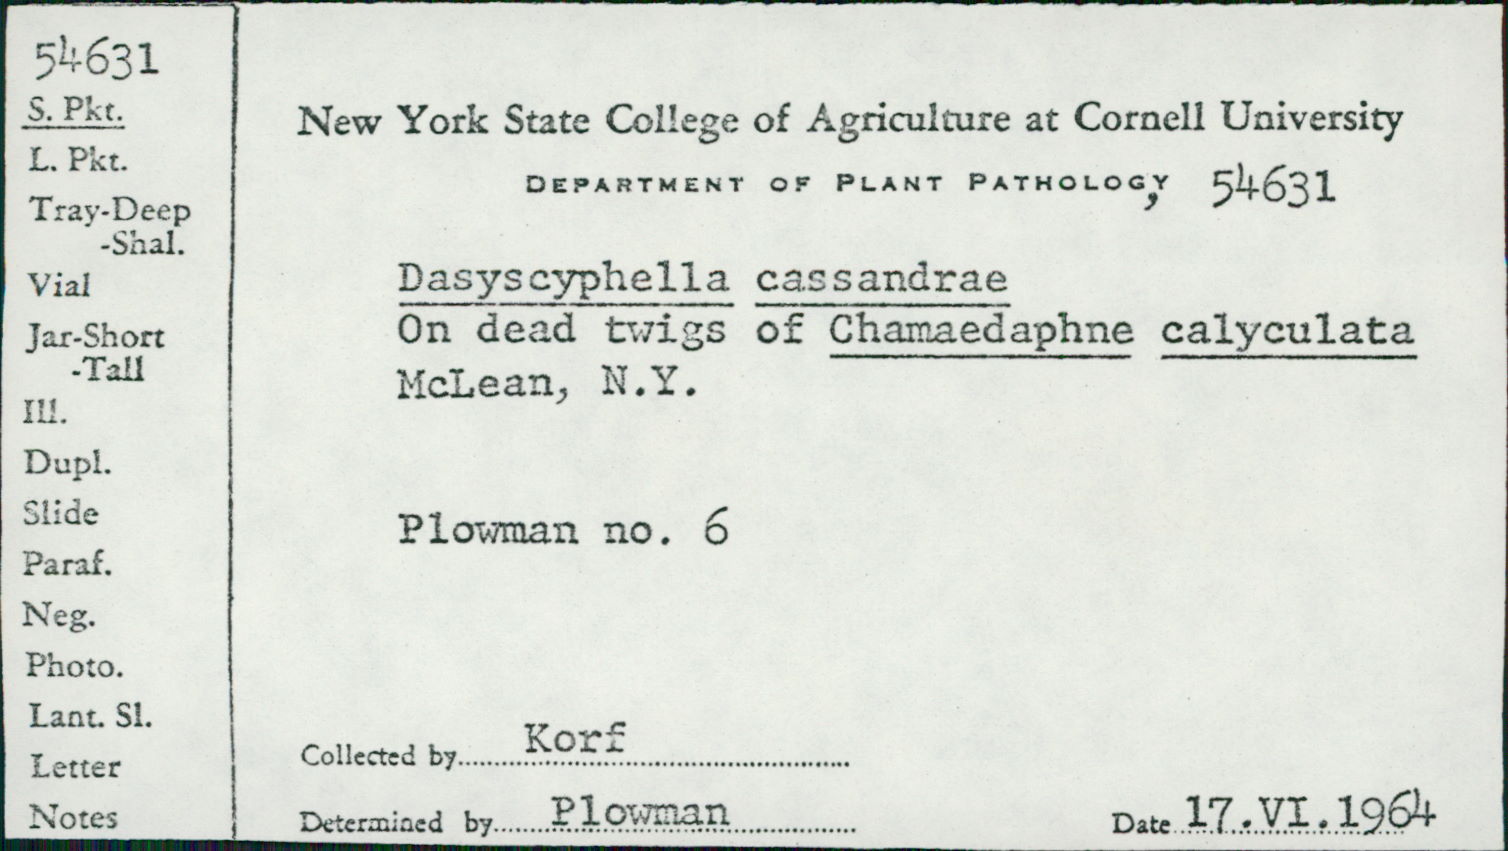 54631
S. Pkt.
L. Pkt.
Tray-Deep
-Shal.
Vial
Jar-Short
-Tall
Ill.
Dupl.
Slide
Paraf.
Neg.
Photo.
Lant. Sl.
Letter
Notes
New York State College of Agriculture at Cornell University
DEPARTMENT OF PLANT PATHOLOGY, 54631
Dasyscyphella cassandrae
On dead twigs of Chamaedaphne calyculata
McLean, N.Y.
Plowman no. 6
Collected by Korf
Determined by Plowman Date 17.VI.1964